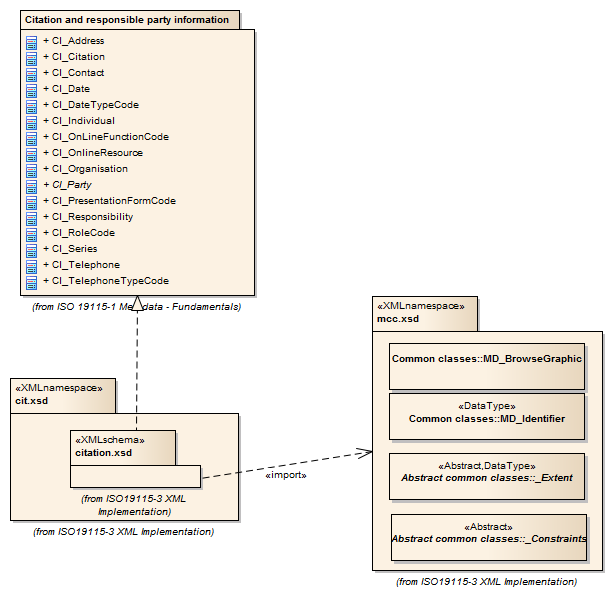 Citation and responsible party information
+ CI_Address
+ CI_Citation
+ CI_Contact
+ CI_Date
+ CI_DateTypeCode
+ CI_Individual
+ CI_OnLineFunctionCode
+ CI_OnlineResource
+ CI_Organisation
+ CI_Party
+ CI_PresentationFormCode
+ CI_Responsibility
+ CI_RoleCode
+ CI_Series
+ CI_Telephone
+ CI_TelephoneTypeCode
(from ISO 19115-1 Metadata - Fundamentals)
«XMLnamespace»
cit.xsd
«XMLschema»
citation.xsd
(from ISO19115-3 XML
Implementation)
(from ISO19115-3 XML Implementation)
«import»
«XMLnamespace»
mcc.xsd
Common classes::MD_BrowseGraphic
«DataType»
Common classes::MD_Identifier
«Abstract,DataType»
Abstract common classes::_Extent
«Abstract»
Abstract common classes::_Constraints
(from ISO19115-3 XML Implementation)